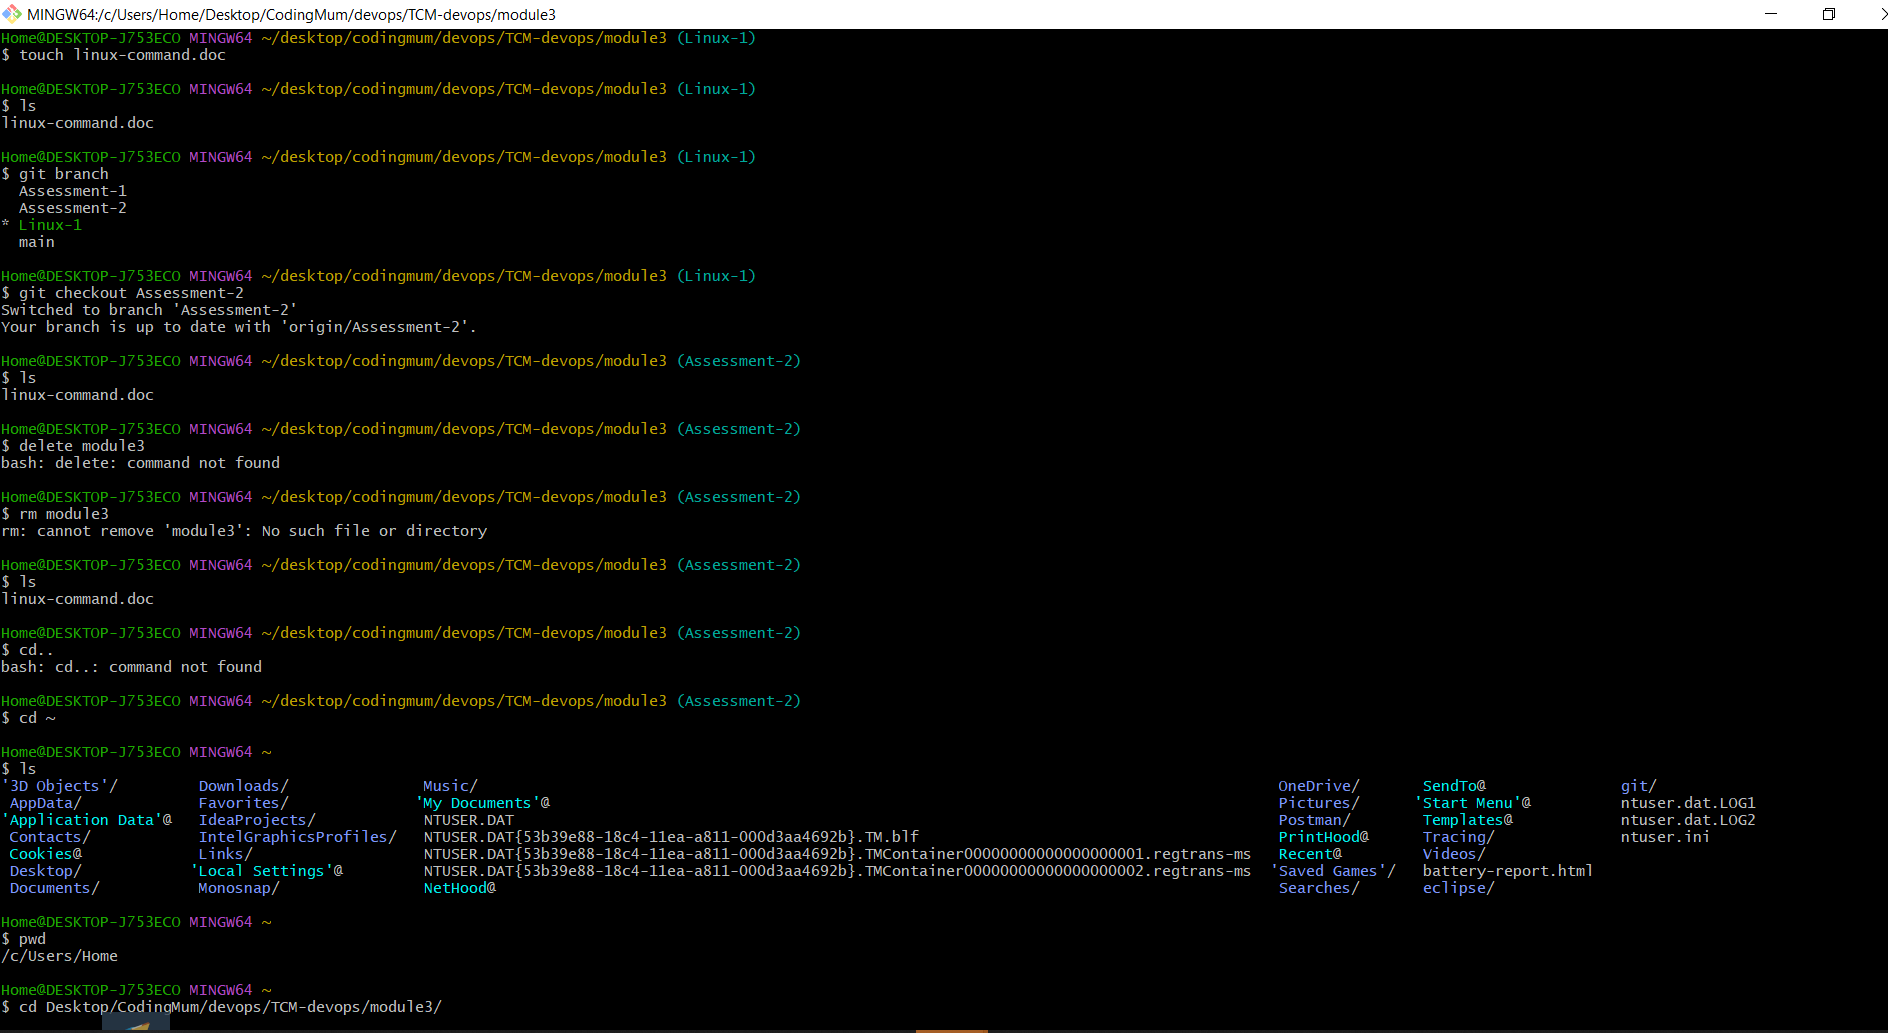 MINGW64:/c/Users/Home/Desktop/CodingMum/devops/TCM-devops/module3
Home@DESKTOP-J753ECO MINGW64 ~/desktop/codingmum/devops/TCM-devops/module3 (Linux-1)
$ touch linux-command.doc
Home@DESKTOP-J753ECO MINGW64 ~/desktop/codingmum/devops/TCM-devops/module3 (Linux-1)
$ ls
linux-command.doc
Home@DESKTOP-J753ECO MINGW64 ~/desktop/codingmum/devops/TCM-devops/module3 (Linux-1)
$ git branch
  Assessment-1
  Assessment-2
* Linux-1
  main
Home@DESKTOP-J753ECO MINGW64 ~/desktop/codingmum/devops/TCM-devops/module3 (Linux-1)
$ git checkout Assessment-2
Switched to branch 'Assessment-2'
Your branch is up to date with 'origin/Assessment-2'.
Home@DESKTOP-J753ECO MINGW64 ~/desktop/codingmum/devops/TCM-devops/module3 (Assessment-2)
$ ls
linux-command.doc
Home@DESKTOP-J753ECO MINGW64 ~/desktop/codingmum/devops/TCM-devops/module3 (Assessment-2)
$ delete module3
bash: delete: command not found
Home@DESKTOP-J753ECO MINGW64 ~/desktop/codingmum/devops/TCM-devops/module3 (Assessment-2)
$ rm module3
rm: cannot remove 'module3': No such file or directory
Home@DESKTOP-J753ECO MINGW64 ~/desktop/codingmum/devops/TCM-devops/module3 (Assessment-2)
$ ls
linux-command.doc
Home@DESKTOP-J753ECO MINGW64 ~/desktop/codingmum/devops/TCM-devops/module3 (Assessment-2)
$ cd..
bash: cd..: command not found
Home@DESKTOP-J753ECO MINGW64 ~/desktop/codingmum/devops/TCM-devops/module3 (Assessment-2)
$ cd ~
Home@DESKTOP-J753ECO MINGW64 ~
$ ls
'3D Objects'/ Downloads/ Music/ OneDrive/ SendTo@ git/
AppData/ Favorites/ 'My Documents'@ Pictures/ 'Start Menu'@ ntuser.dat.LOG1
'Application Data'@ IdeaProjects/ NTUSER.DAT Postman/ Templates@ ntuser.dat.LOG2
Contacts/ IntelGraphicsProfiles/ NTUSER.DAT{53b39e88-18c4-11ea-a811-000d3aa4692b}.TM.blf PrintHood@ Tracing/ ntuser.ini
Cookies@ Links/ NTUSER.DAT{53b39e88-18c4-11ea-a811-000d3aa4692b}.TMContainer00000000000000000001.regtrans-ms Recent@ Videos/
Desktop/ 'Local Settings'@ NTUSER.DAT{53b39e88-18c4-11ea-a811-000d3aa4692b}.TMContainer00000000000000000002.regtrans-ms 'Saved Games'/ battery-report.html
Documents/ Monosnap/ NetHood@ Searches/ eclipse/
Home@DESKTOP-J753ECO MINGW64 ~
$ pwd
/c/Users/Home
Home@DESKTOP-J753ECO MINGW64 ~
$ cd Desktop/CodingMum/devops/TCM-devops/module3/